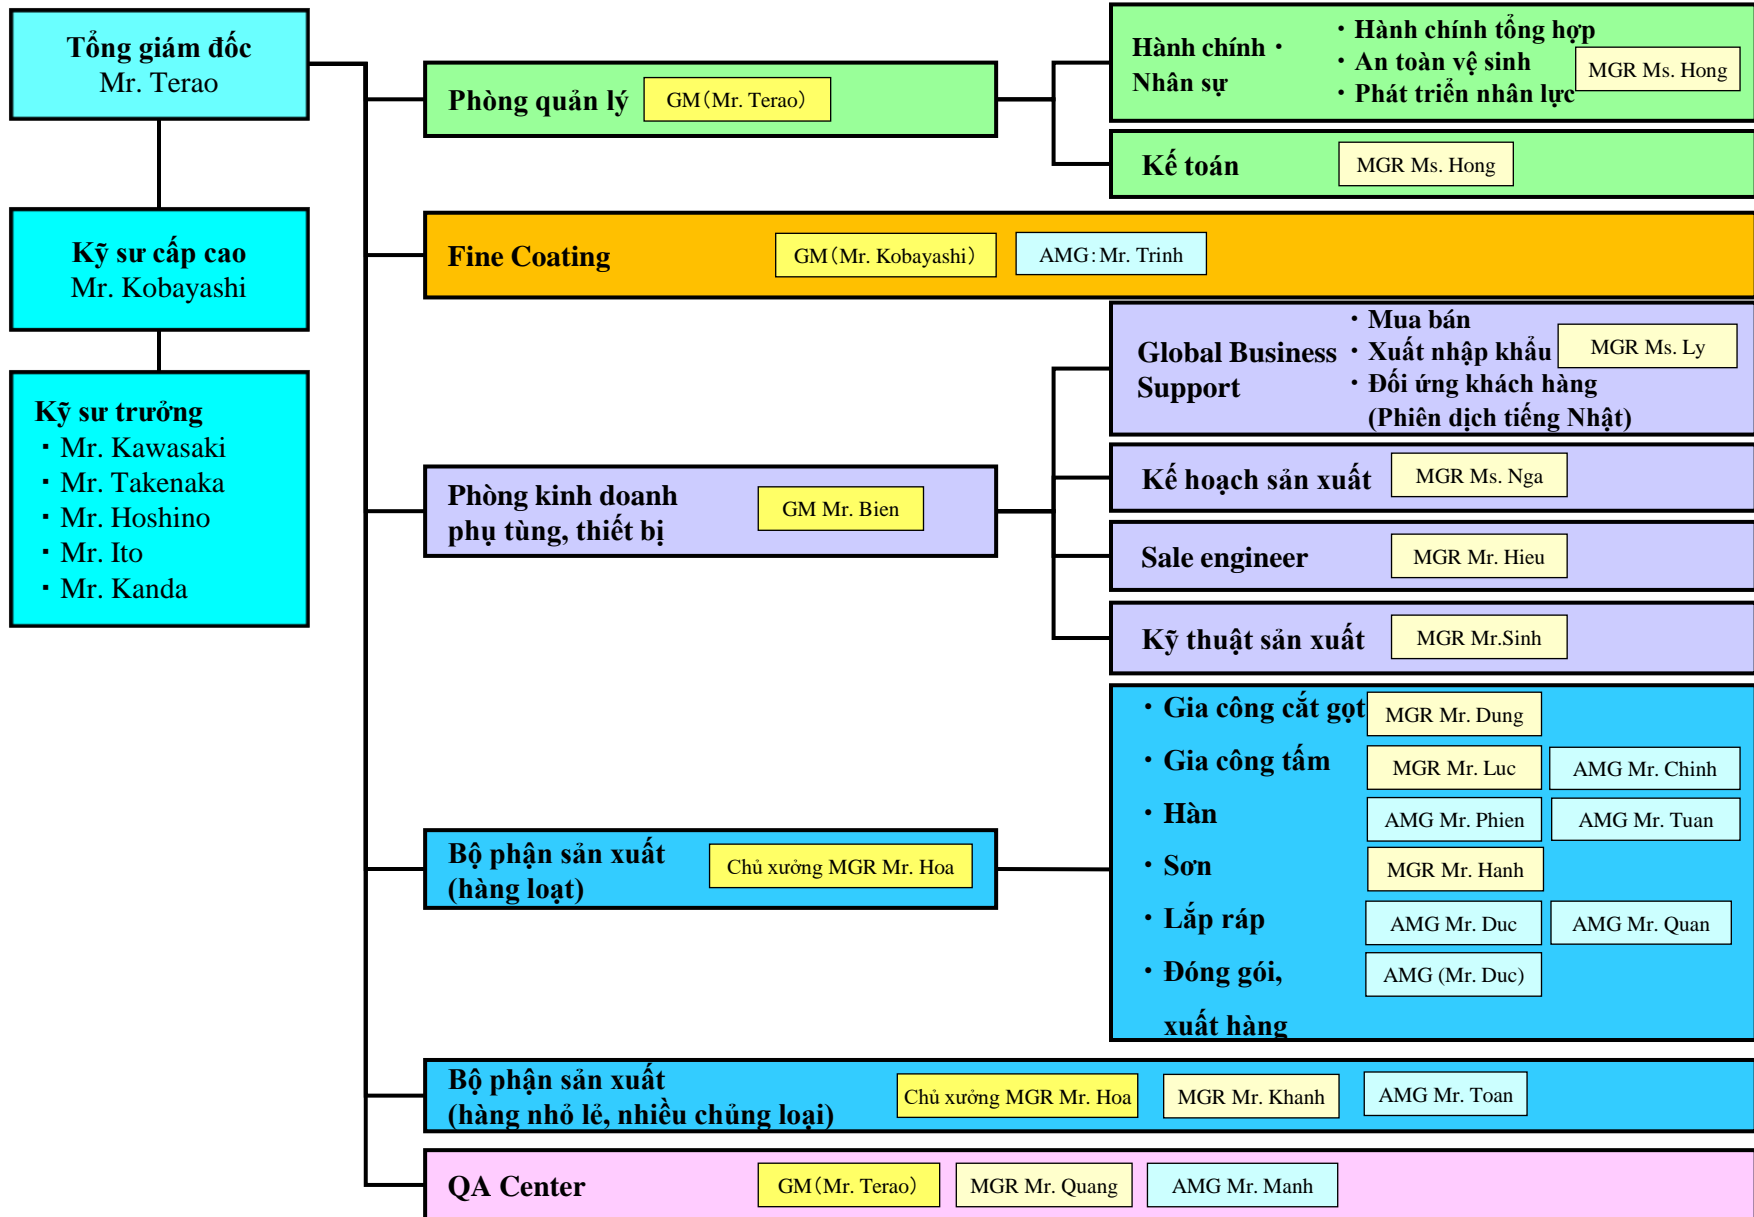 Tổng giám đốc
Mr. Terao
Kỹ sư cấp cao
Mr. Kobayashi
Kỹ sư trưởng
・Mr. Kawasaki
・Mr. Takenaka
・Mr. Hoshino
・Mr. Ito
・Mr. Kanda
Phòng quản lý
GM（Mr. Terao）
Hành chính・
Nhân sự
・Hành chính tổng hợp
・An toàn vệ sinh
・Phát triển nhân lực
MGR Ms. Hong
Kế toán
MGR Ms. Hong
Fine Coating
GM（Mr. Kobayashi）
AMG：Mr. Trinh
Phòng kinh doanh
phụ tùng, thiết bị
GM Mr. Bien
Global Business
Support
・Mua bán
・Xuất nhập khẩu
・Đối ứng khách hàng
(Phiên dịch tiếng Nhật)
MGR Ms. Ly
Kế hoạch sản xuất
MGR Ms. Nga
Sale engineer
MGR Mr. Hieu
Kỹ thuật sản xuất
MGR Mr.Sinh
Bộ phận sản xuất
(hàng loạt)
Chủ xưởng MGR Mr. Hoa
・Gia công cắt gọt
MGR Mr. Dung
・Gia công tấm
MGR Mr. Luc
AMG Mr. Chinh
・Hàn
AMG Mr. Phien
AMG Mr. Tuan
・Sơn
MGR Mr. Hanh
・Lắp ráp
AMG Mr. Duc
AMG Mr. Quan
・Đóng gói,
xuất hàng
AMG (Mr. Duc)
Bộ phận sản xuất
(hàng nhỏ lẻ, nhiều chủng loại)
Chủ xưởng MGR Mr. Hoa
MGR Mr. Khanh
AMG Mr. Toan
QA Center
GM（Mr. Terao）
MGR Mr. Quang
AMG Mr. Manh